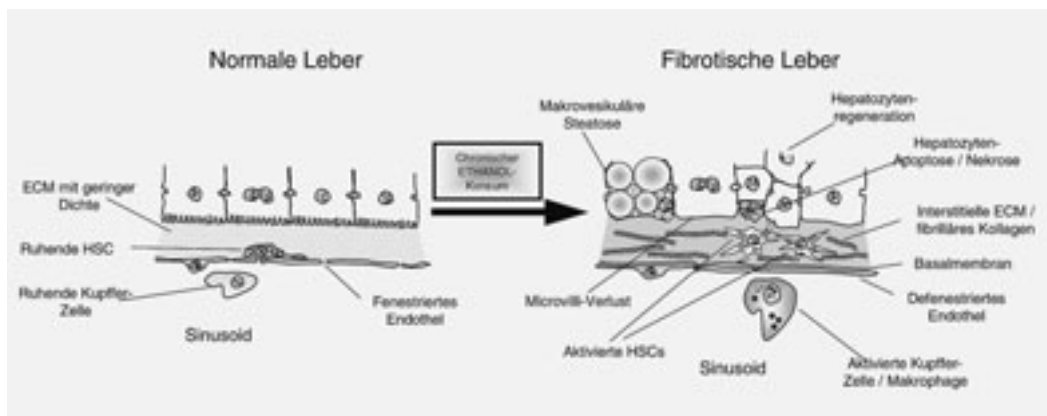 Normale Leber
Fibrotische Leber
Makrovesikuläre
Steatose
Hepatozyten-
regeneration
Hepatozyten-
Apoptose / Nekrose
Chronischer
ETHANOL-
Konsum
ECM mit geringer
Dichte
Interstitielle ECM /
fibrilläres Kollagen
Ruhende HSC
Basalmembran
Ruhende Kupffer-
Zelle
Fenestriertes
Endothel
Microvilli-Verlust
Defenestriertes
Endothel
Sinusoid
Aktivierte HSCs
Sinusoid
Aktivierte Kupffer-
Zelle / Makrophage